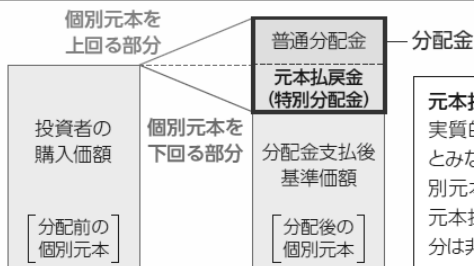 個別元本を
上回る部分
普通分配金
分配金
元本払戻金
(特別分配金)
投資者の
購入価額
個別元本を
下回る部分
分配金支払後
基準価額
分配前の
個別元本
分配後の
個別元本
元本
実質的
とみな
別元
元本
分は非